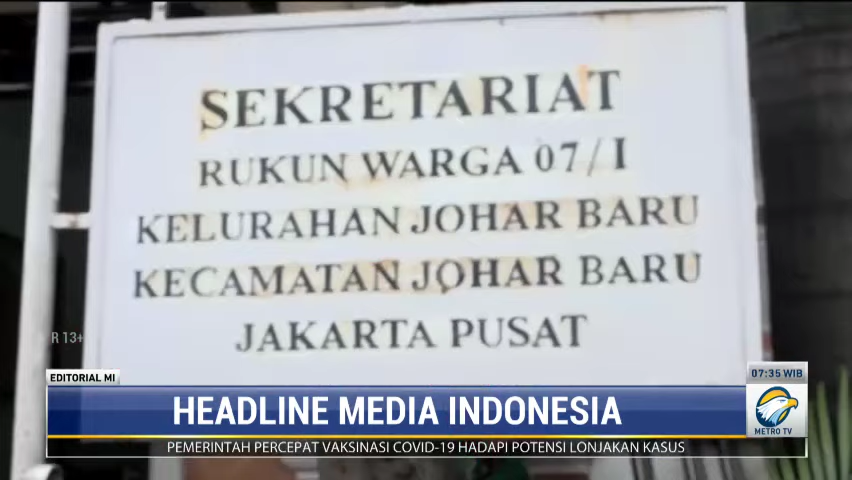 SEKRETARIAT
RUKUN WARGA 07/I
KELURAHAN JOHAR BARU
KECAMATAN JOHAR BARU
JAKARTA PUSAT
R 13+
EDITORIAL MI
07:35 WIB
HEADLINE MEDIA INDONESIA
METRO TV
PEMERINTAH PERCEPAT VAKSINASI COVID-19 HADAPI POTENSI LONJAKAN KASUS